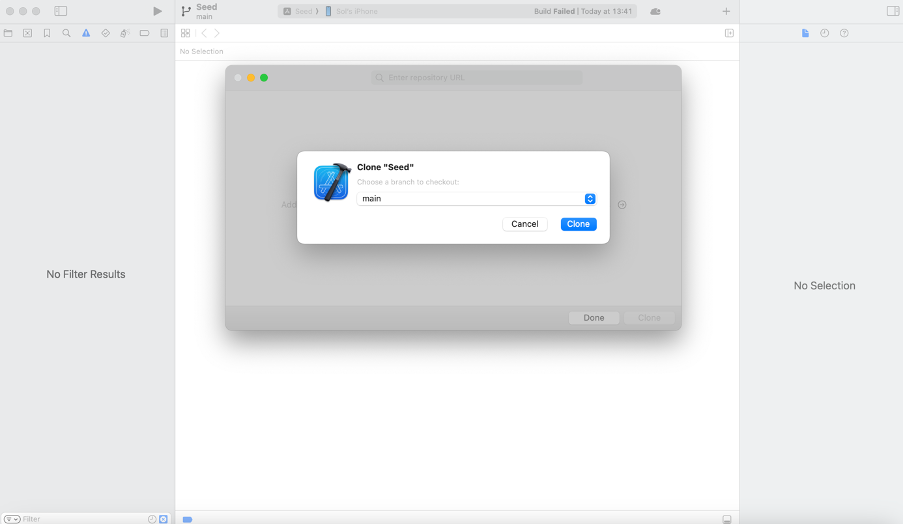 Seed
main
Seed ⟩ Sol's iPhone
Build Failed | Today at 13:41
No Selection
Enter repository URL
Clone "Seed"
Choose a branch to checkout:
main
Add
Cancel
Clone
No Filter Results
No Selection
Done
Clone
Filter